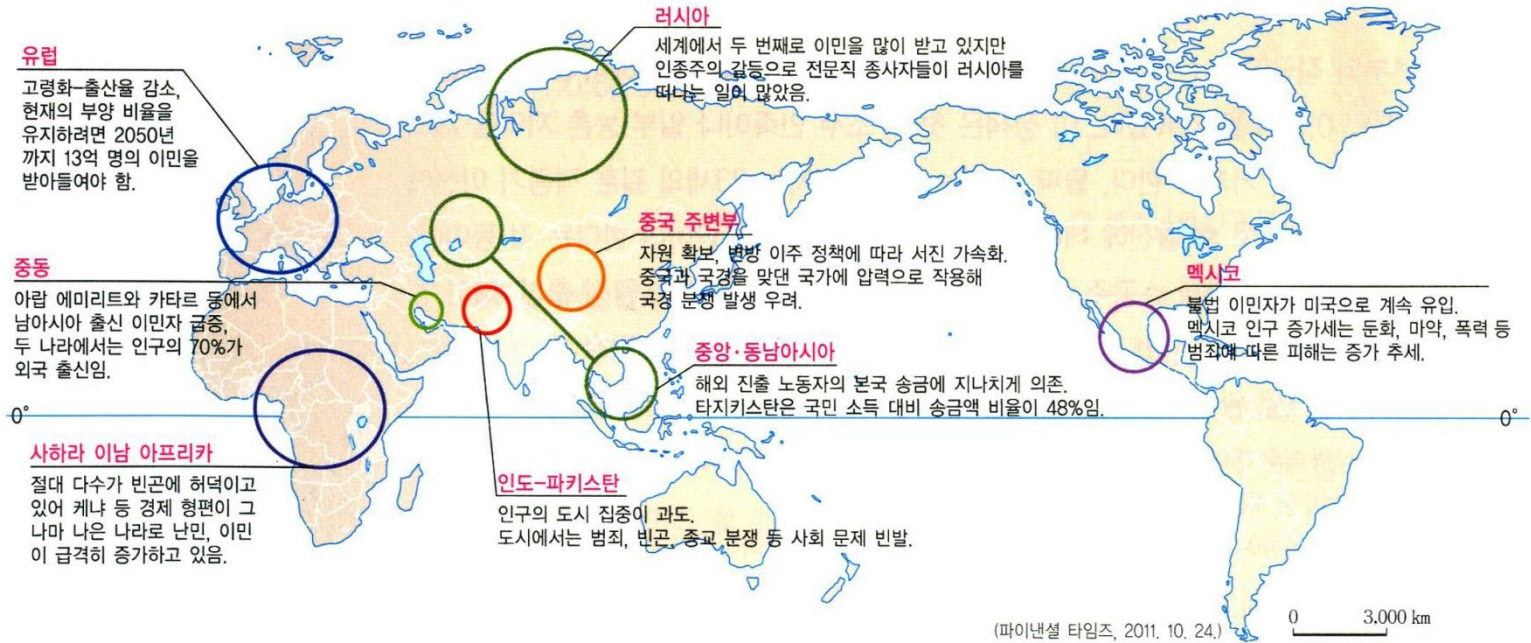 러시아
세계에서 두 번째로 이민을 많이 받고 있지만
인종주의 갈등으로 전문직 종사자들이 러시아를
떠나는 일이 많았음.
유럽
고령화-출산율 감소,
현재의 부양 비율을
유지하려면 2050년
까지 13억 명의 이민을
받아들여야 함.
중국 주변부
자원 확보, 변방 이주 정책에 따라 서진 가속화.
중국과 국경을 맞댄 국가에 압력으로 작용해
국경 분쟁 발생 우려.
중동
아랍 에미리트와 카타르 등에서
남아시아 출신 이민자 급증,
두 나라에서는 인구의 70%가
외국 출신임.
멕시코
불법 이민자가 미국으로 계속 유입.
멕시코 인구 증가세는 둔화, 마약, 폭력 등
범죄에 따른 피해는 증가 추세.
중앙·동남아시아
해외 진출 노동자의 본국 송금에 지나치게 의존.
타지키스탄은 국민 소득 대비 송금액 비율이 48%임.
0°
0°
사하라 이남 아프리카
절대 다수가 빈곤에 허덕이고
있어 케냐 등 경제 형편이 그
나마 나은 나라로 난민, 이민
이 급격히 증가하고 있음.
인도-파키스탄
인구의 도시 집중이 과도.
도시에서는 범죄, 빈곤, 종교 분쟁 등 사회 문제 빈발.
(파이낸셜 타임즈, 2011. 10. 24.)
0 3,000 km